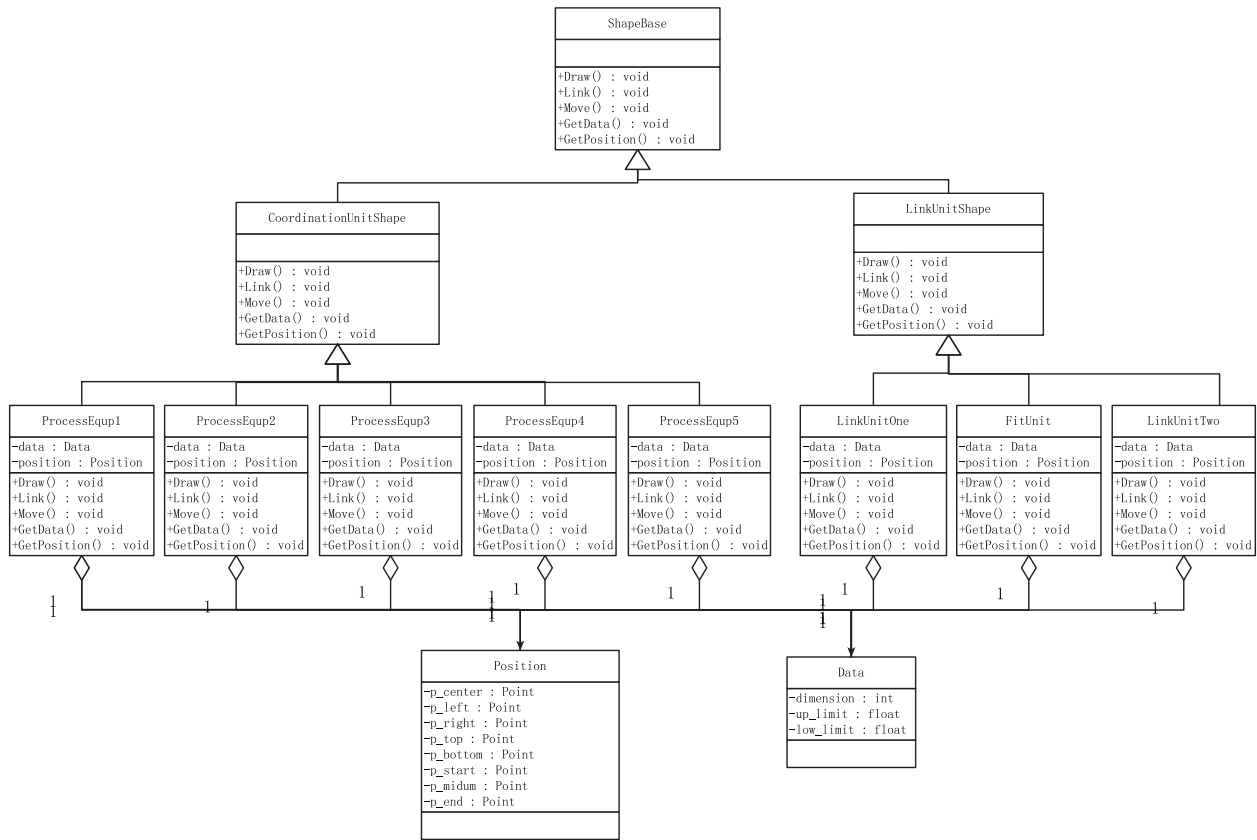 ShapeBase
+Draw() : void
+Link() : void
+Move() : void
+GetData() : void
+GetPosition() : void
CoordinationUnitShape
+Draw() : void
+Link() : void
+Move() : void
+GetData() : void
+GetPosition() : void
LinkUnitShape
+Draw() : void
+Link() : void
+Move() : void
+GetData() : void
+GetPosition() : void
ProcessEqup1
-data : Data
-position : Position
+Draw() : void
+Link() : void
+Move() : void
+GetData() : void
+GetPosition() : void
ProcessEqup2
-data : Data
-position : Position
+Draw() : void
+Link() : void
+Move() : void
+GetData() : void
+GetPosition() : void
ProcessEqup3
-data : Data
-position : Position
+Draw() : void
+Link() : void
+Move() : void
+GetData() : void
+GetPosition() : void
ProcessEqup4
-data : Data
-position : Position
+Draw() : void
+Link() : void
+Move() : void
+GetData() : void
+GetPosition() : void
ProcessEqup5
-data : Data
-position : Position
+Draw() : void
+Link() : void
+Move() : void
+GetData() : void
+GetPosition() : void
LinkUnitOne
-data : Data
-position : Position
+Draw() : void
+Link() : void
+Move() : void
+GetData() : void
+GetPosition() : void
FitUnit
-data : Data
-position : Position
+Draw() : void
+Link() : void
+Move() : void
+GetData() : void
+GetPosition() : void
LinkUnitTwo
-data : Data
-position : Position
+Draw() : void
+Link() : void
+Move() : void
+GetData() : void
+GetPosition() : void
1
1
1
1
1
1
1
1
1
1
1
1
1
Position
-p_center : Point
-p_left : Point
-p_right : Point
-p_top : Point
-p_bottom : Point
-p_start : Point
-p_midum : Point
-p_end : Point
Data
-dimension : int
-up_limit : float
-low_limit : float